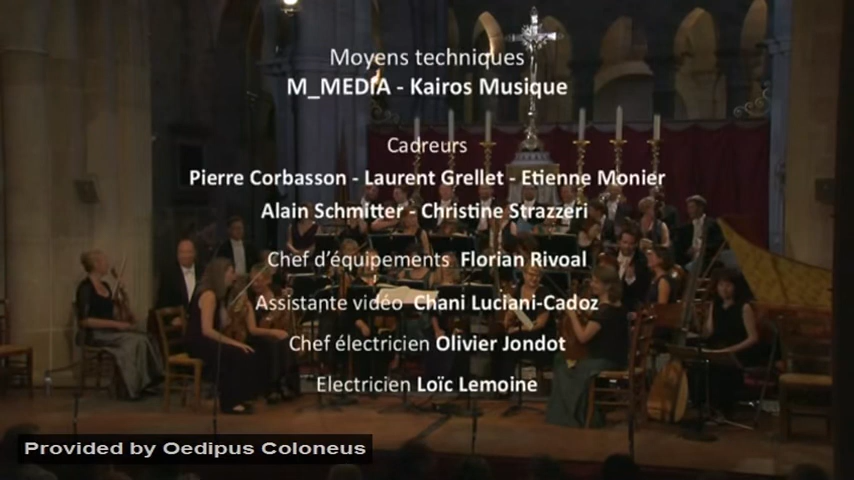 Moyens techniques
M_MEDIA - Kairos Musique
Cadreurs
Pierre Corbasson - Laurent Grellet - Etienne Monier
Alain Schmitter - Christine Strazzeri
Chef d'équipements Florian Rivoal
Assistante vidéo Chani Luciani-Cadoz
Chef électricien Olivier Jondot
Electricien Loïc Lemoine
Provided by Oedipus Coloneus